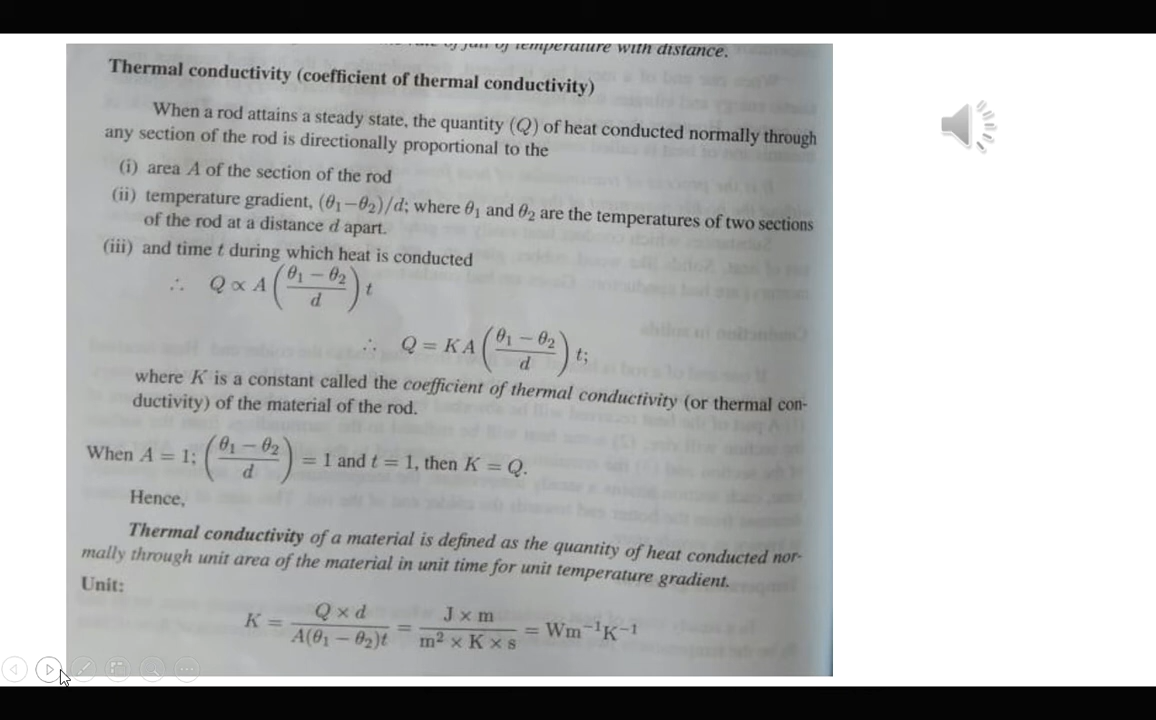 of fall of temperature with distance.
Thermal conductivity (coefficient of thermal conductivity)
When a rod attains a steady state, the quantity (Q) of heat conducted normally through
any section of the rod is directionally proportional to the
(i) area A of the section of the rod
(ii) temperature gradient, (θ₁−θ₂)/d; where θ₁ and θ₂ are the temperatures of two sections
of the rod at a distance d apart.
(iii) and time t during which heat is conducted
∴ Q ∝ A ((θ₁ − θ₂)/d) t
∴ Q = KA ((θ₁ − θ₂)/d) t;
where K is a constant called the coefficient of thermal conductivity (or thermal con-
ductivity) of the material of the rod.
When A = 1; ((θ₁ − θ₂)/d) = 1 and t = 1, then K = Q.
Hence,
Thermal conductivity of a material is defined as the quantity of heat conducted nor-
mally through unit area of the material in unit time for unit temperature gradient.
Unit:
K = (Q × d)/(A(θ₁ − θ₂)t) = (J × m)/(m² × K × s) = Wm⁻¹K⁻¹